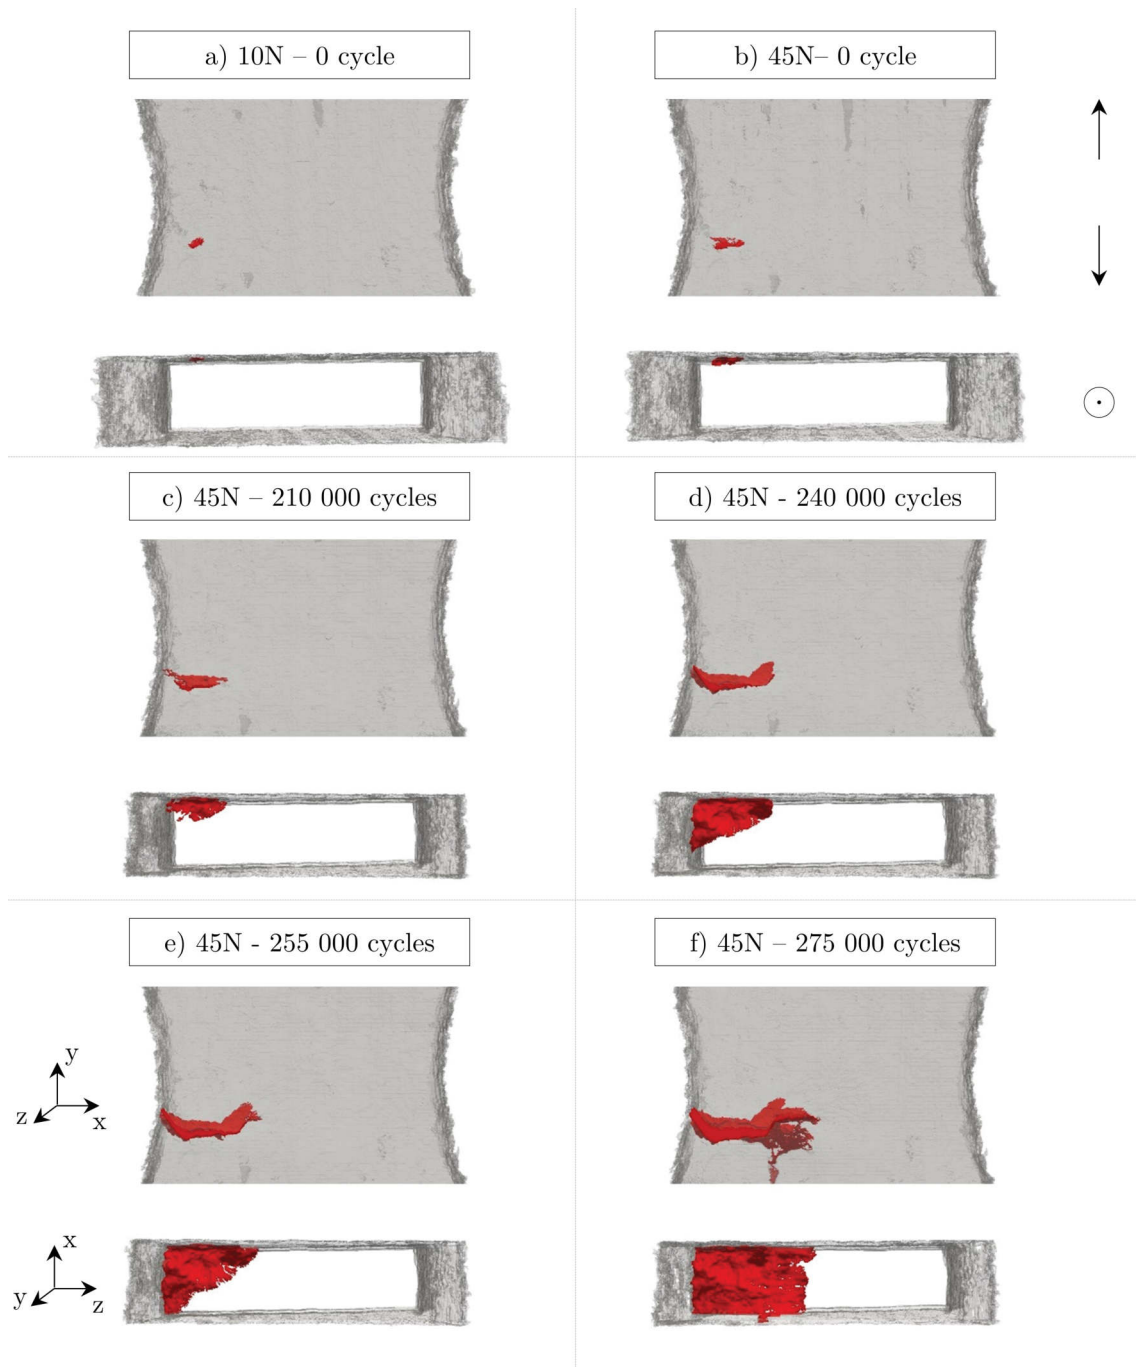 a) 10N – 0 cycle
b) 45N– 0 cycle
c) 45N – 210 000 cycles
d) 45N - 240 000 cycles
e) 45N - 255 000 cycles
f) 45N – 275 000 cycles
y
z
x
x
y
z